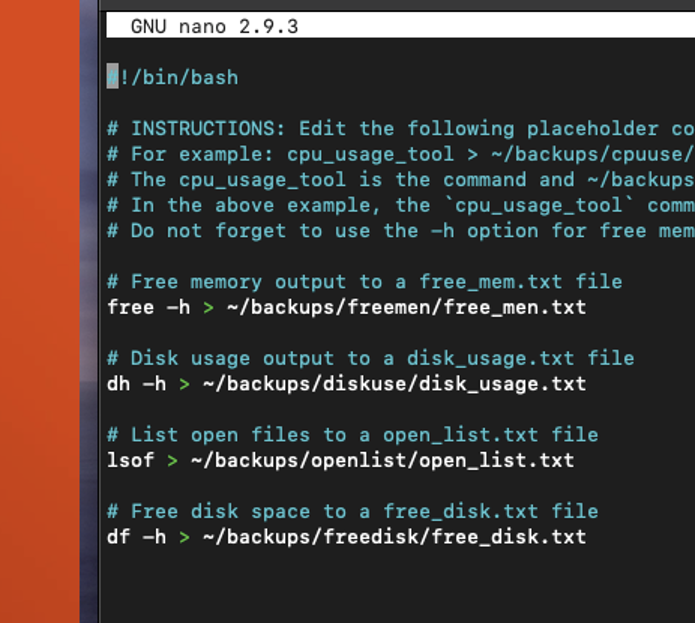 GNU nano 2.9.3
#!/bin/bash
# INSTRUCTIONS: Edit the following placeholder co
# For example: cpu_usage_tool > ~/backups/cpuuse/
# The cpu_usage_tool is the command and ~/backups
# In the above example, the `cpu_usage_tool` comm
# Do not forget to use the -h option for free mem
# Free memory output to a free_mem.txt file
free -h > ~/backups/freemen/free_men.txt
# Disk usage output to a disk_usage.txt file
dh -h > ~/backups/diskuse/disk_usage.txt
# List open files to a open_list.txt file
lsof > ~/backups/openlist/open_list.txt
# Free disk space to a free_disk.txt file
df -h > ~/backups/freedisk/free_disk.txt